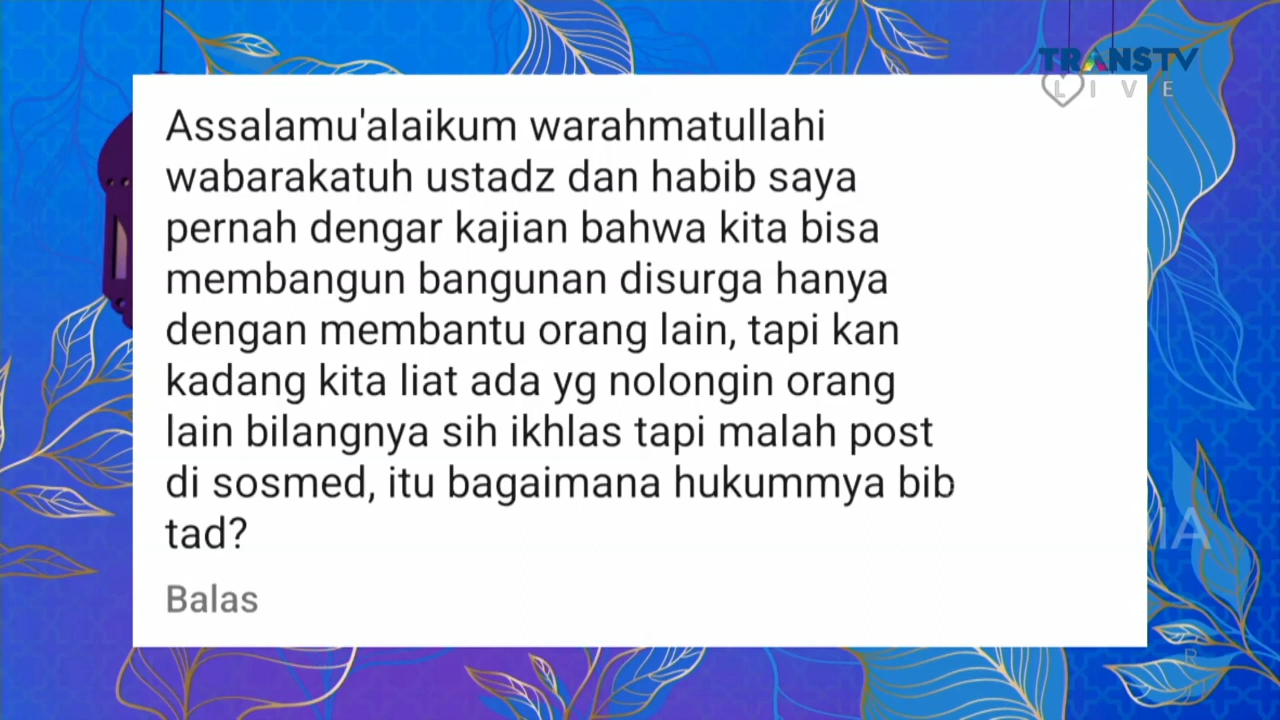 TRANSTV
LIVE
Assalamu'alaikum warahmatullahi
wabarakatuh ustadz dan habib saya
pernah dengar kajian bahwa kita bisa
membangun bangunan disurga hanya
dengan membantu orang lain, tapi kan
kadang kita liat ada yg nolongin orang
lain bilangnya sih ikhlas tapi malah post
di sosmed, itu bagaimana hukummya bib
tad?
Balas